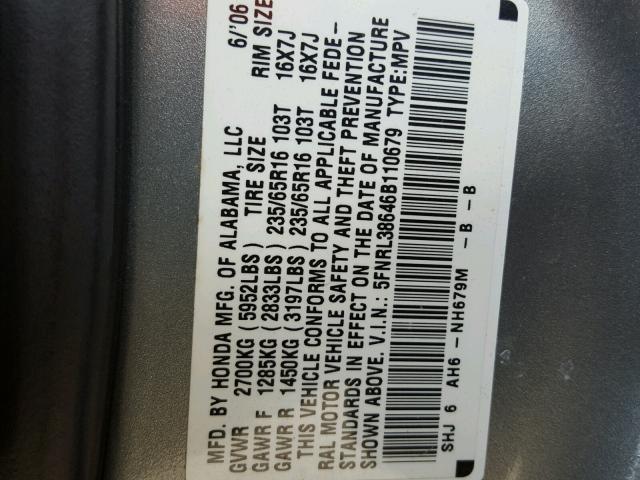 MFD. BY HONDA MFG. OF ALABAMA, LLC 6/'06
GVWR 2700KG (5952LBS) TIRE SIZE RIM SIZE
GAWR F 1285KG (2833LBS) 235/65R16 103T 16X7J
GAWR R 1450KG (3197LBS) 235/65R16 103T 16X7J
THIS VEHICLE CONFORMS TO ALL APPLICABLE FEDE-
RAL MOTOR VEHICLE SAFETY AND THEFT PREVENTION
STANDARDS IN EFFECT ON THE DATE OF MANUFACTURE
SHOWN ABOVE. V.I.N.: 5FNRL38646B110679 TYPE:MPV
SHJ 6 AH6 -NH679M -B -B